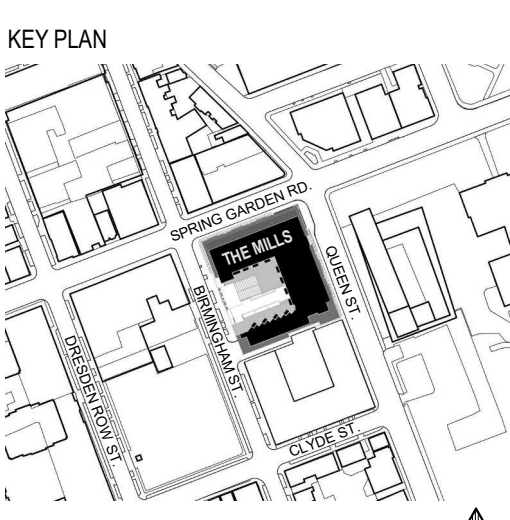 KEY PLAN
SPRING GARDEN RD.
THE MILLS
QUEEN ST.
BIRMINGHAM ST.
DRESDEN ROW ST.
CLYDE ST.